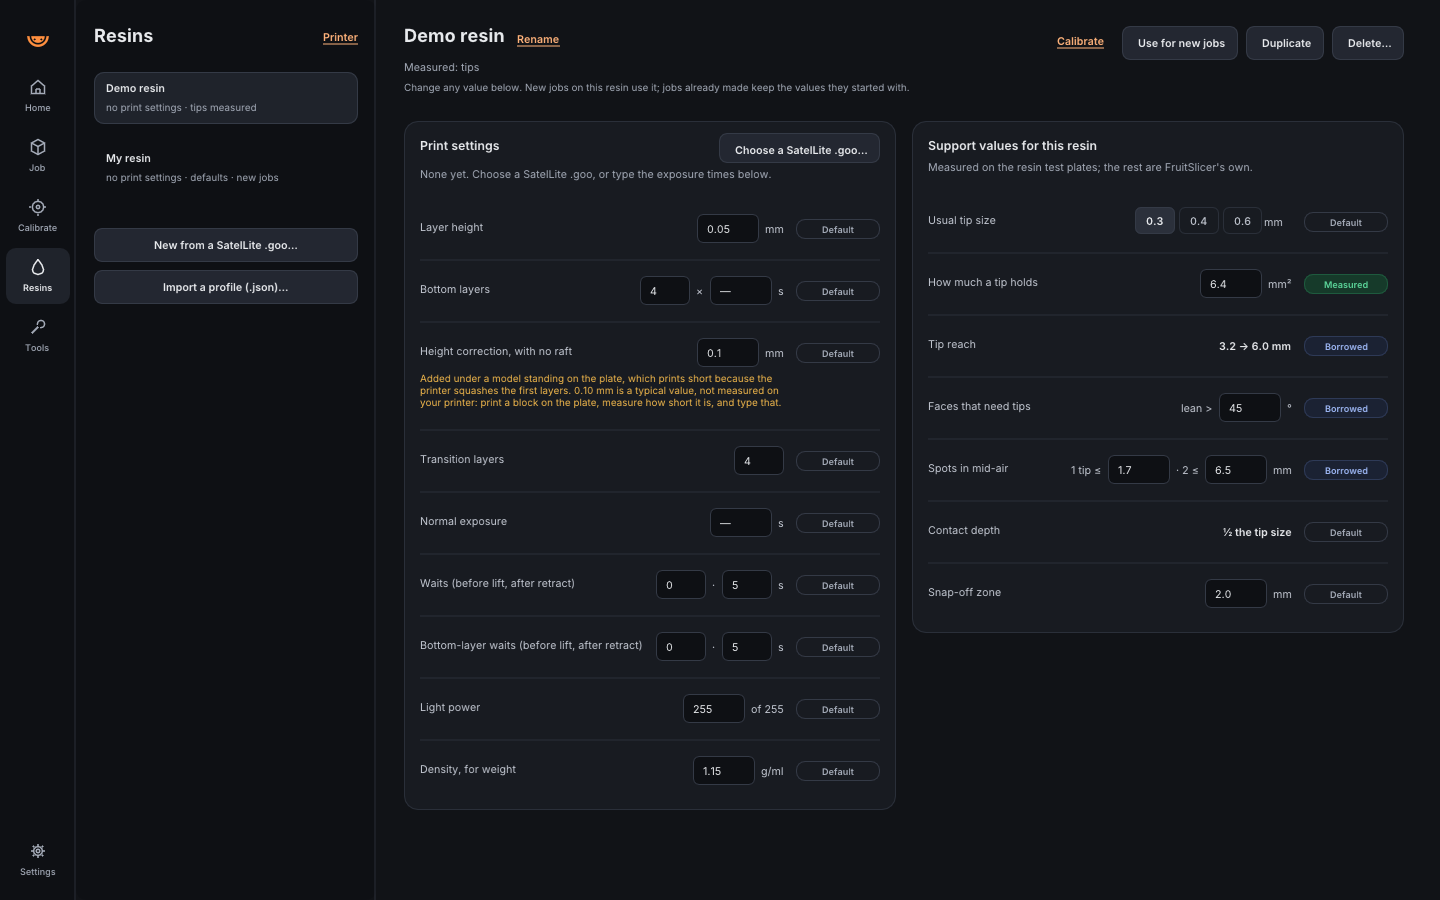 Home
Job
Calibrate
Resins
Tools
Settings
Resins
Printer
Demo resin
no print settings · tips measured
My resin
no print settings · defaults · new jobs
New from a SatelLite .goo...
Import a profile (.json)...
Demo resin
Rename
Measured: tips
Change any value below. New jobs on this resin use it; jobs already made keep the values they started with.
Calibrate
Use for new jobs
Duplicate
Delete...
Print settings
Choose a SatelLite .goo...
None yet. Choose a SatelLite .goo, or type the exposure times below.
Layer height 0.05 mm Default
Bottom layers 4 × — s Default
Height correction, with no raft 0.1 mm Default
Added under a model standing on the plate, which prints short because the
printer squashes the first layers. 0.10 mm is a typical value, not measured on
your printer: print a block on the plate, measure how short it is, and type that.
Transition layers 4 Default
Normal exposure — s Default
Waits (before lift, after retract) 0 · 5 s Default
Bottom-layer waits (before lift, after retract) 0 · 5 s Default
Light power 255 of 255 Default
Density, for weight 1.15 g/ml Default
Support values for this resin
Measured on the resin test plates; the rest are FruitSlicer's own.
Usual tip size 0.3 0.4 0.6 mm Default
How much a tip holds 6.4 mm² Measured
Tip reach 3.2 → 6.0 mm Borrowed
Faces that need tips lean > 45 ° Borrowed
Spots in mid-air 1 tip ≤ 1.7 · 2 ≤ 6.5 mm Borrowed
Contact depth ½ the tip size Default
Snap-off zone 2.0 mm Default